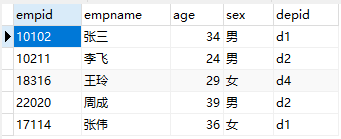 empid empname age sex depid
10102 张三 34 男 d1
10211 李飞 24 男 d2
18316 王玲 29 女 d4
22020 周成 39 男 d2
17114 张伟 36 女 d1